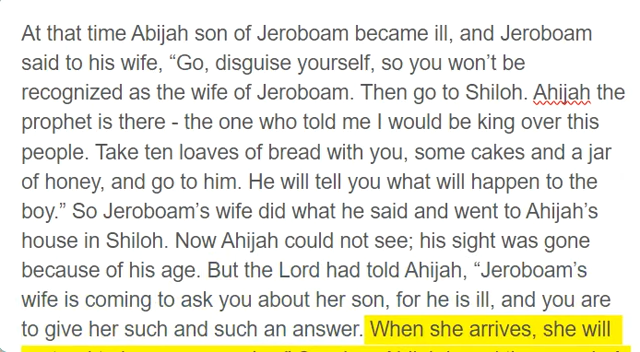 At that time Abijah son of Jeroboam became ill, and Jeroboam
said to his wife, “Go, disguise yourself, so you won’t be
recognized as the wife of Jeroboam. Then go to Shiloh. Ahijah the
prophet is there - the one who told me I would be king over this
people. Take ten loaves of bread with you, some cakes and a jar
of honey, and go to him. He will tell you what will happen to the
boy.” So Jeroboam’s wife did what he said and went to Ahijah’s
house in Shiloh. Now Ahijah could not see; his sight was gone
because of his age. But the Lord had told Ahijah, “Jeroboam’s
wife is coming to ask you about her son, for he is ill, and you are
to give her such and such an answer. When she arrives, she will